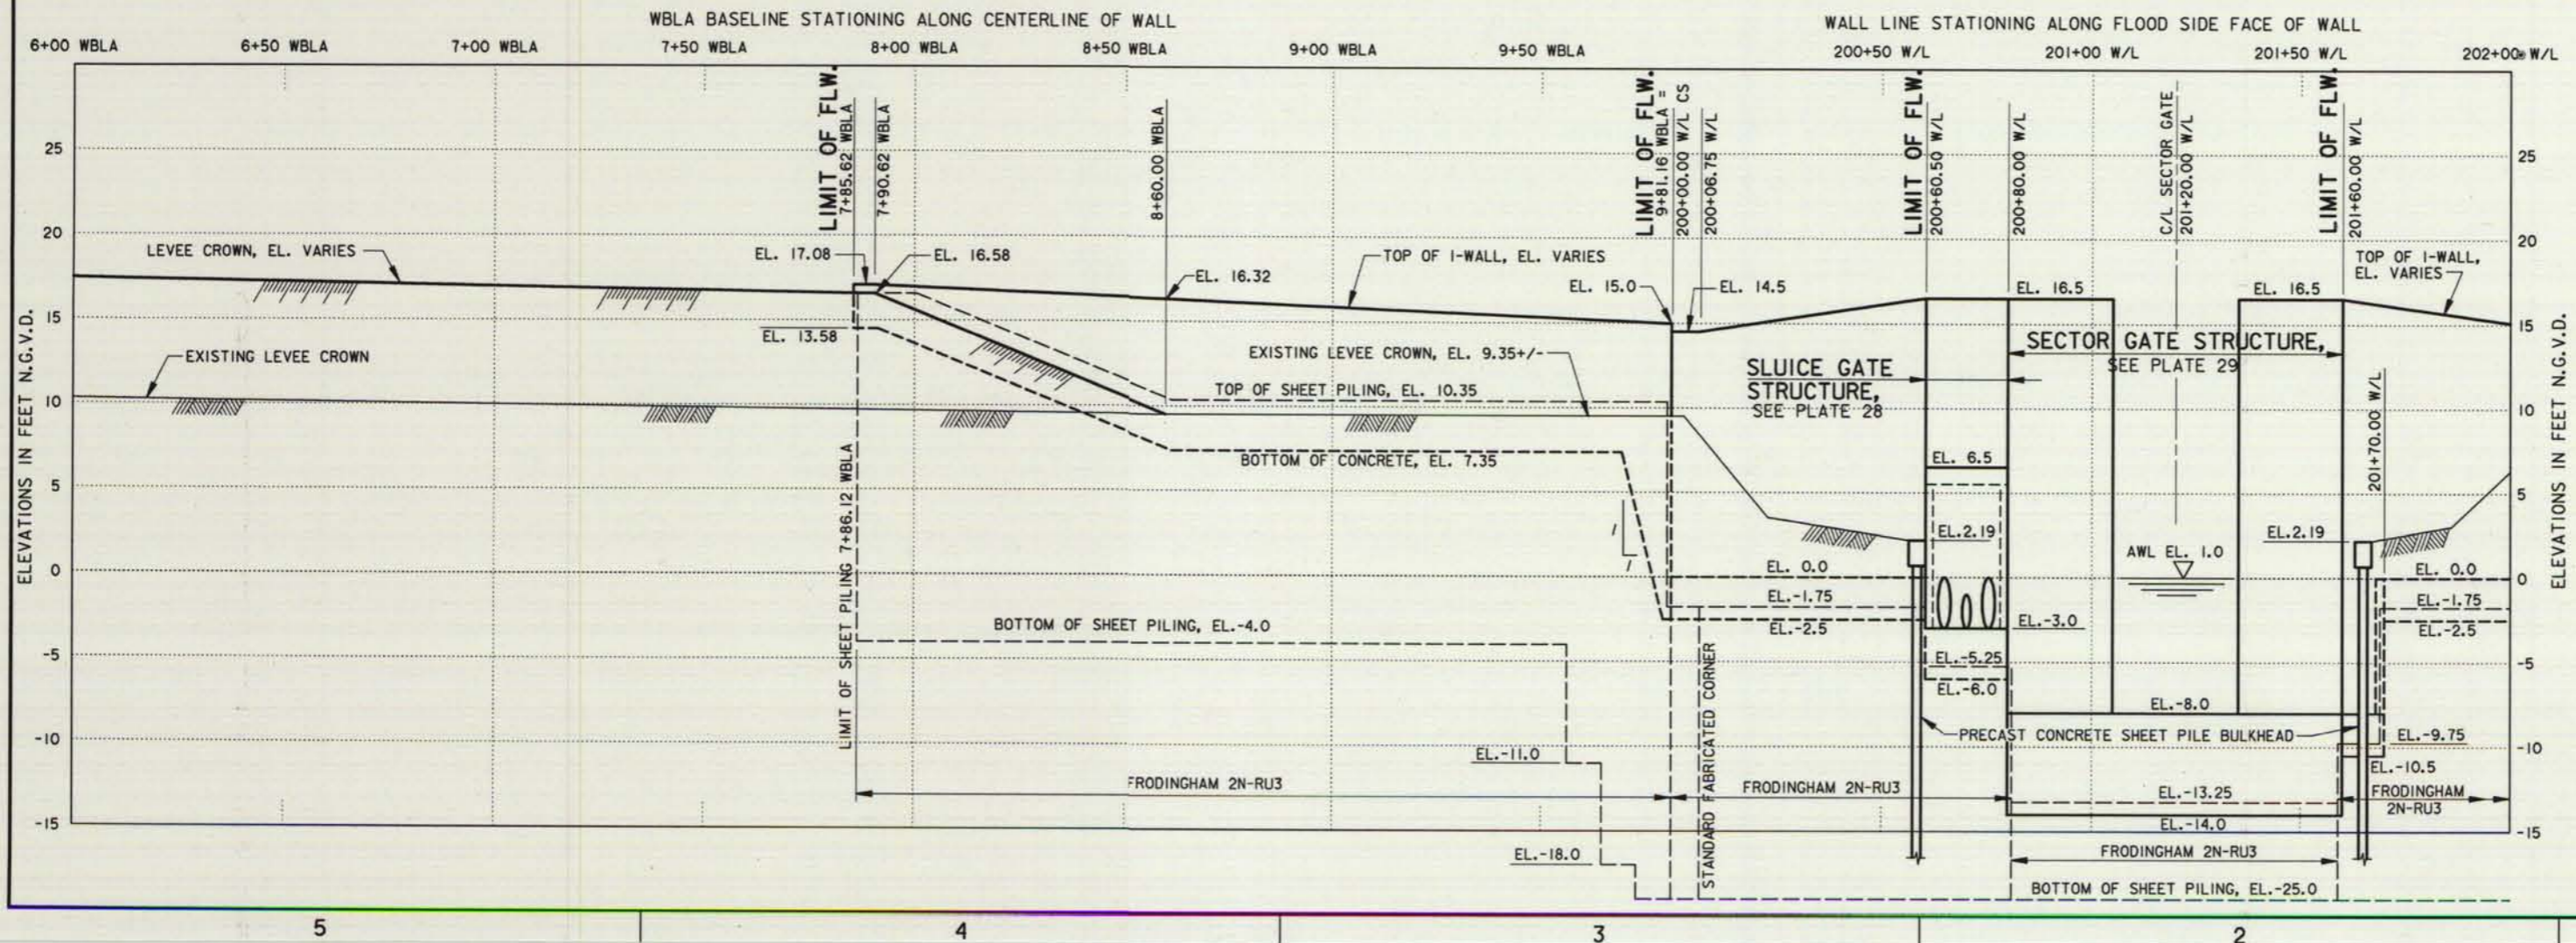 WBLA BASELINE STATIONING ALONG CENTERLINE OF WALL
WALL LINE STATIONING ALONG FLOOD SIDE FACE OF WALL
6+00 WBLA
6+50 WBLA
7+00 WBLA
7+50 WBLA
8+00 WBLA
8+50 WBLA
9+00 WBLA
9+50 WBLA
200+50 W/L
201+00 W/L
201+50 W/L
202+00 W/L
LIMIT OF FLW.
7+85.62 WBLA
7+90.62 WBLA
8+60.00 WBLA
LIMIT OF FLW.
9+81.16 WBLA =
200+00.00 W/L CS
200+06.75 W/L
LIMIT OF FLW.
200+60.50 W/L
200+80.00 W/L
C/L SECTOR GATE
201+20.00 W/L
LIMIT OF FLW.
201+60.00 W/L
ELEVATIONS IN FEET N.G.V.D.
25
20
15
10
5
0
-5
-10
-15
LEVEE CROWN, EL. VARIES
EXISTING LEVEE CROWN
EL. 17.08
EL. 16.58
EL. 13.58
EL. 16.32
TOP OF I-WALL, EL. VARIES
EL. 15.0
EL. 14.5
EXISTING LEVEE CROWN, EL. 9.35+/-
TOP OF SHEET PILING, EL. 10.35
BOTTOM OF CONCRETE, EL. 7.35
1
1
LIMIT OF SHEET PILING 7+86.12 WBLA
BOTTOM OF SHEET PILING, EL.-4.0
EL.-11.0
EL.-18.0
FRODINGHAM 2N-RU3
STANDARD FABRICATED CORNER
FRODINGHAM 2N-RU3
SLUICE GATE
STRUCTURE,
SEE PLATE 28
EL. 0.0
EL.-1.75
EL.-2.5
EL. 16.5
EL. 16.5
SECTOR GATE STRUCTURE,
SEE PLATE 29
EL. 6.5
EL.2.19
EL.-3.0
EL.-5.25
EL.-6.0
AWL EL. 1.0
EL.2.19
EL.-8.0
PRECAST CONCRETE SHEET PILE BULKHEAD
EL.-13.25
EL.-14.0
FRODINGHAM 2N-RU3
BOTTOM OF SHEET PILING, EL.-25.0
TOP OF I-WALL,
EL. VARIES
201+70.00 W/L
EL. 0.0
EL.-1.75
EL.-2.5
EL.-9.75
EL.-10.5
FRODINGHAM
2N-RU3
25
20
15
10
5
0
-5
-10
-15
ELEVATIONS IN FEET N.G.V.D.
5
4
3
2